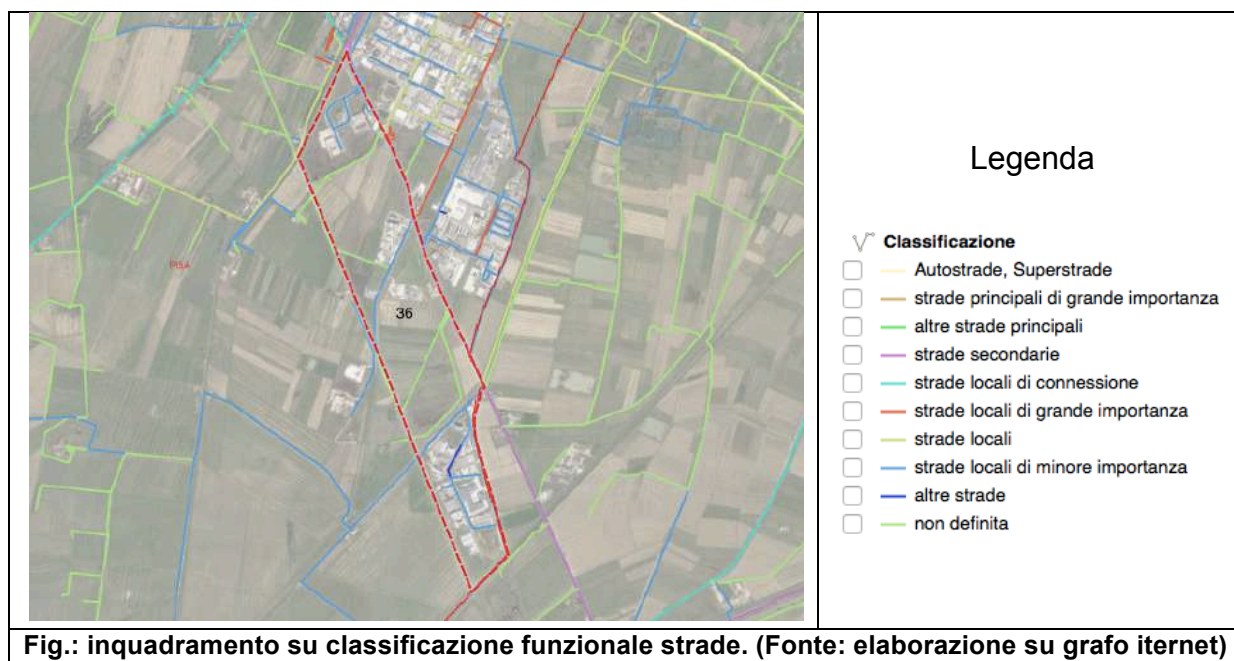 PISA
36
Legenda
Classificazione
Autostrade, Superstrade
strade principali di grande importanza
altre strade principali
strade secondarie
strade locali di connessione
strade locali di grande importanza
strade locali
strade locali di minore importanza
altre strade
non definita
Fig.: inquadramento su classificazione funzionale strade. (Fonte: elaborazione su grafo iternet)